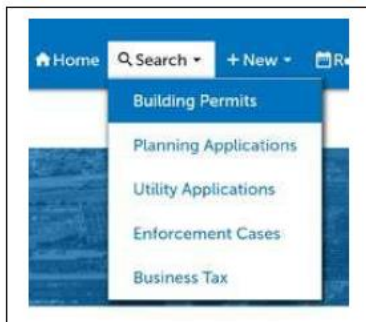 Home Search + New
Building Permits
Planning Applications
Utility Applications
Enforcement Cases
Business Tax